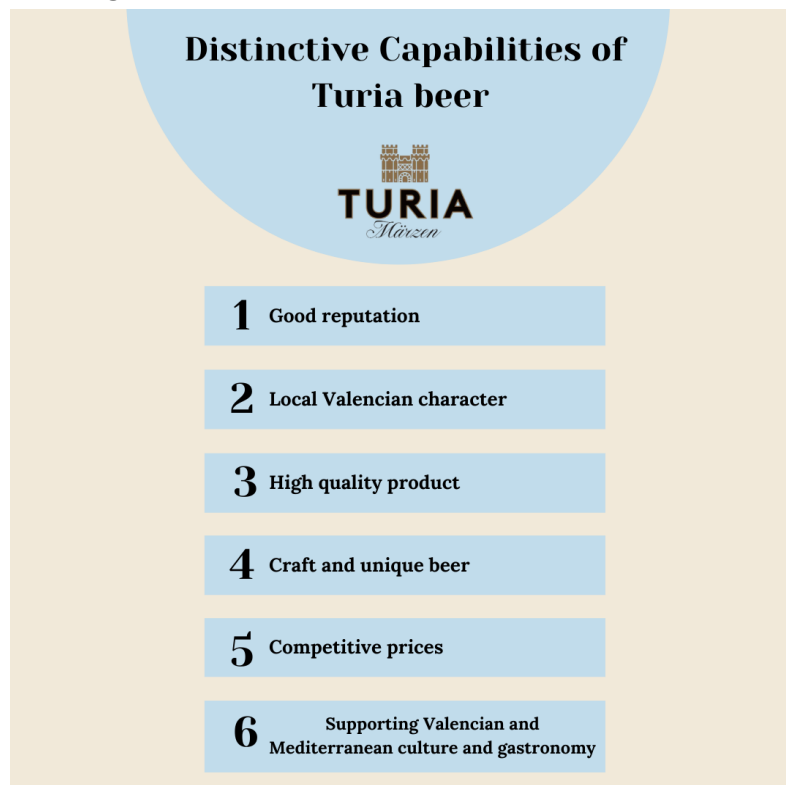 Distinctive Capabilities of
Turia beer
TURIA
Märzen
1 Good reputation
2 Local Valencian character
3 High quality product
4 Craft and unique beer
5 Competitive prices
6 Supporting Valencian and
Mediterranean culture and gastronomy